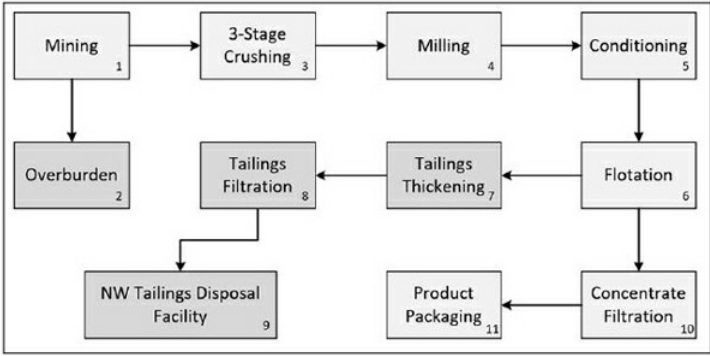 Mining
1
3-Stage
Crushing
3
Milling
4
Conditioning
5
Overburden
2
Tailings
Filtration
8
Tailings
Thickening
7
Flotation
6
NW Tailings Disposal
Facility
9
Product
Packaging
11
Concentrate
Filtration
10